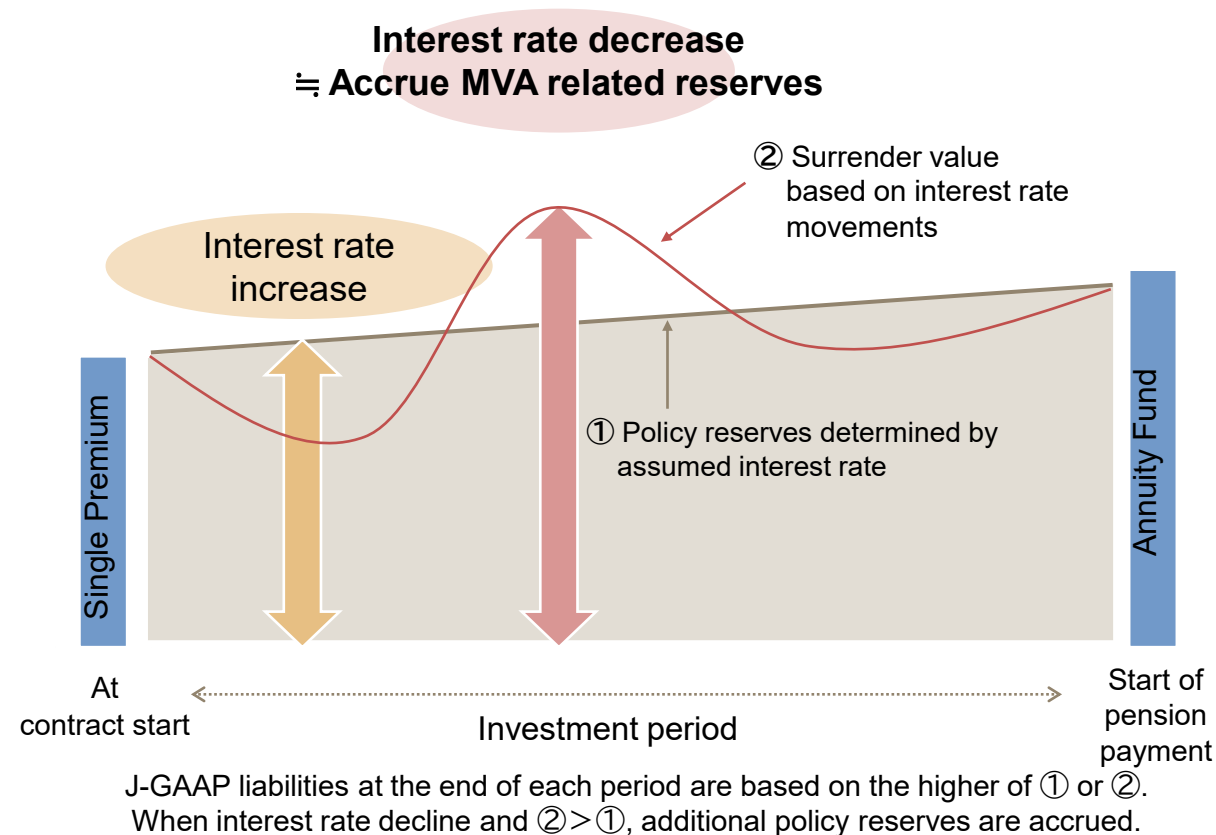 Interest rate decrease
≒ Accrue MVA related reserves
② Surrender value
based on interest rate
movements
Interest rate
increase
Single Premium
① Policy reserves determined by
assumed interest rate
Annuity Fund
At
contract start
Investment period
Start of
pension
payment
J-GAAP liabilities at the end of each period are based on the higher of ① or ②.
When interest rate decline and ②>①, additional policy reserves are accrued.